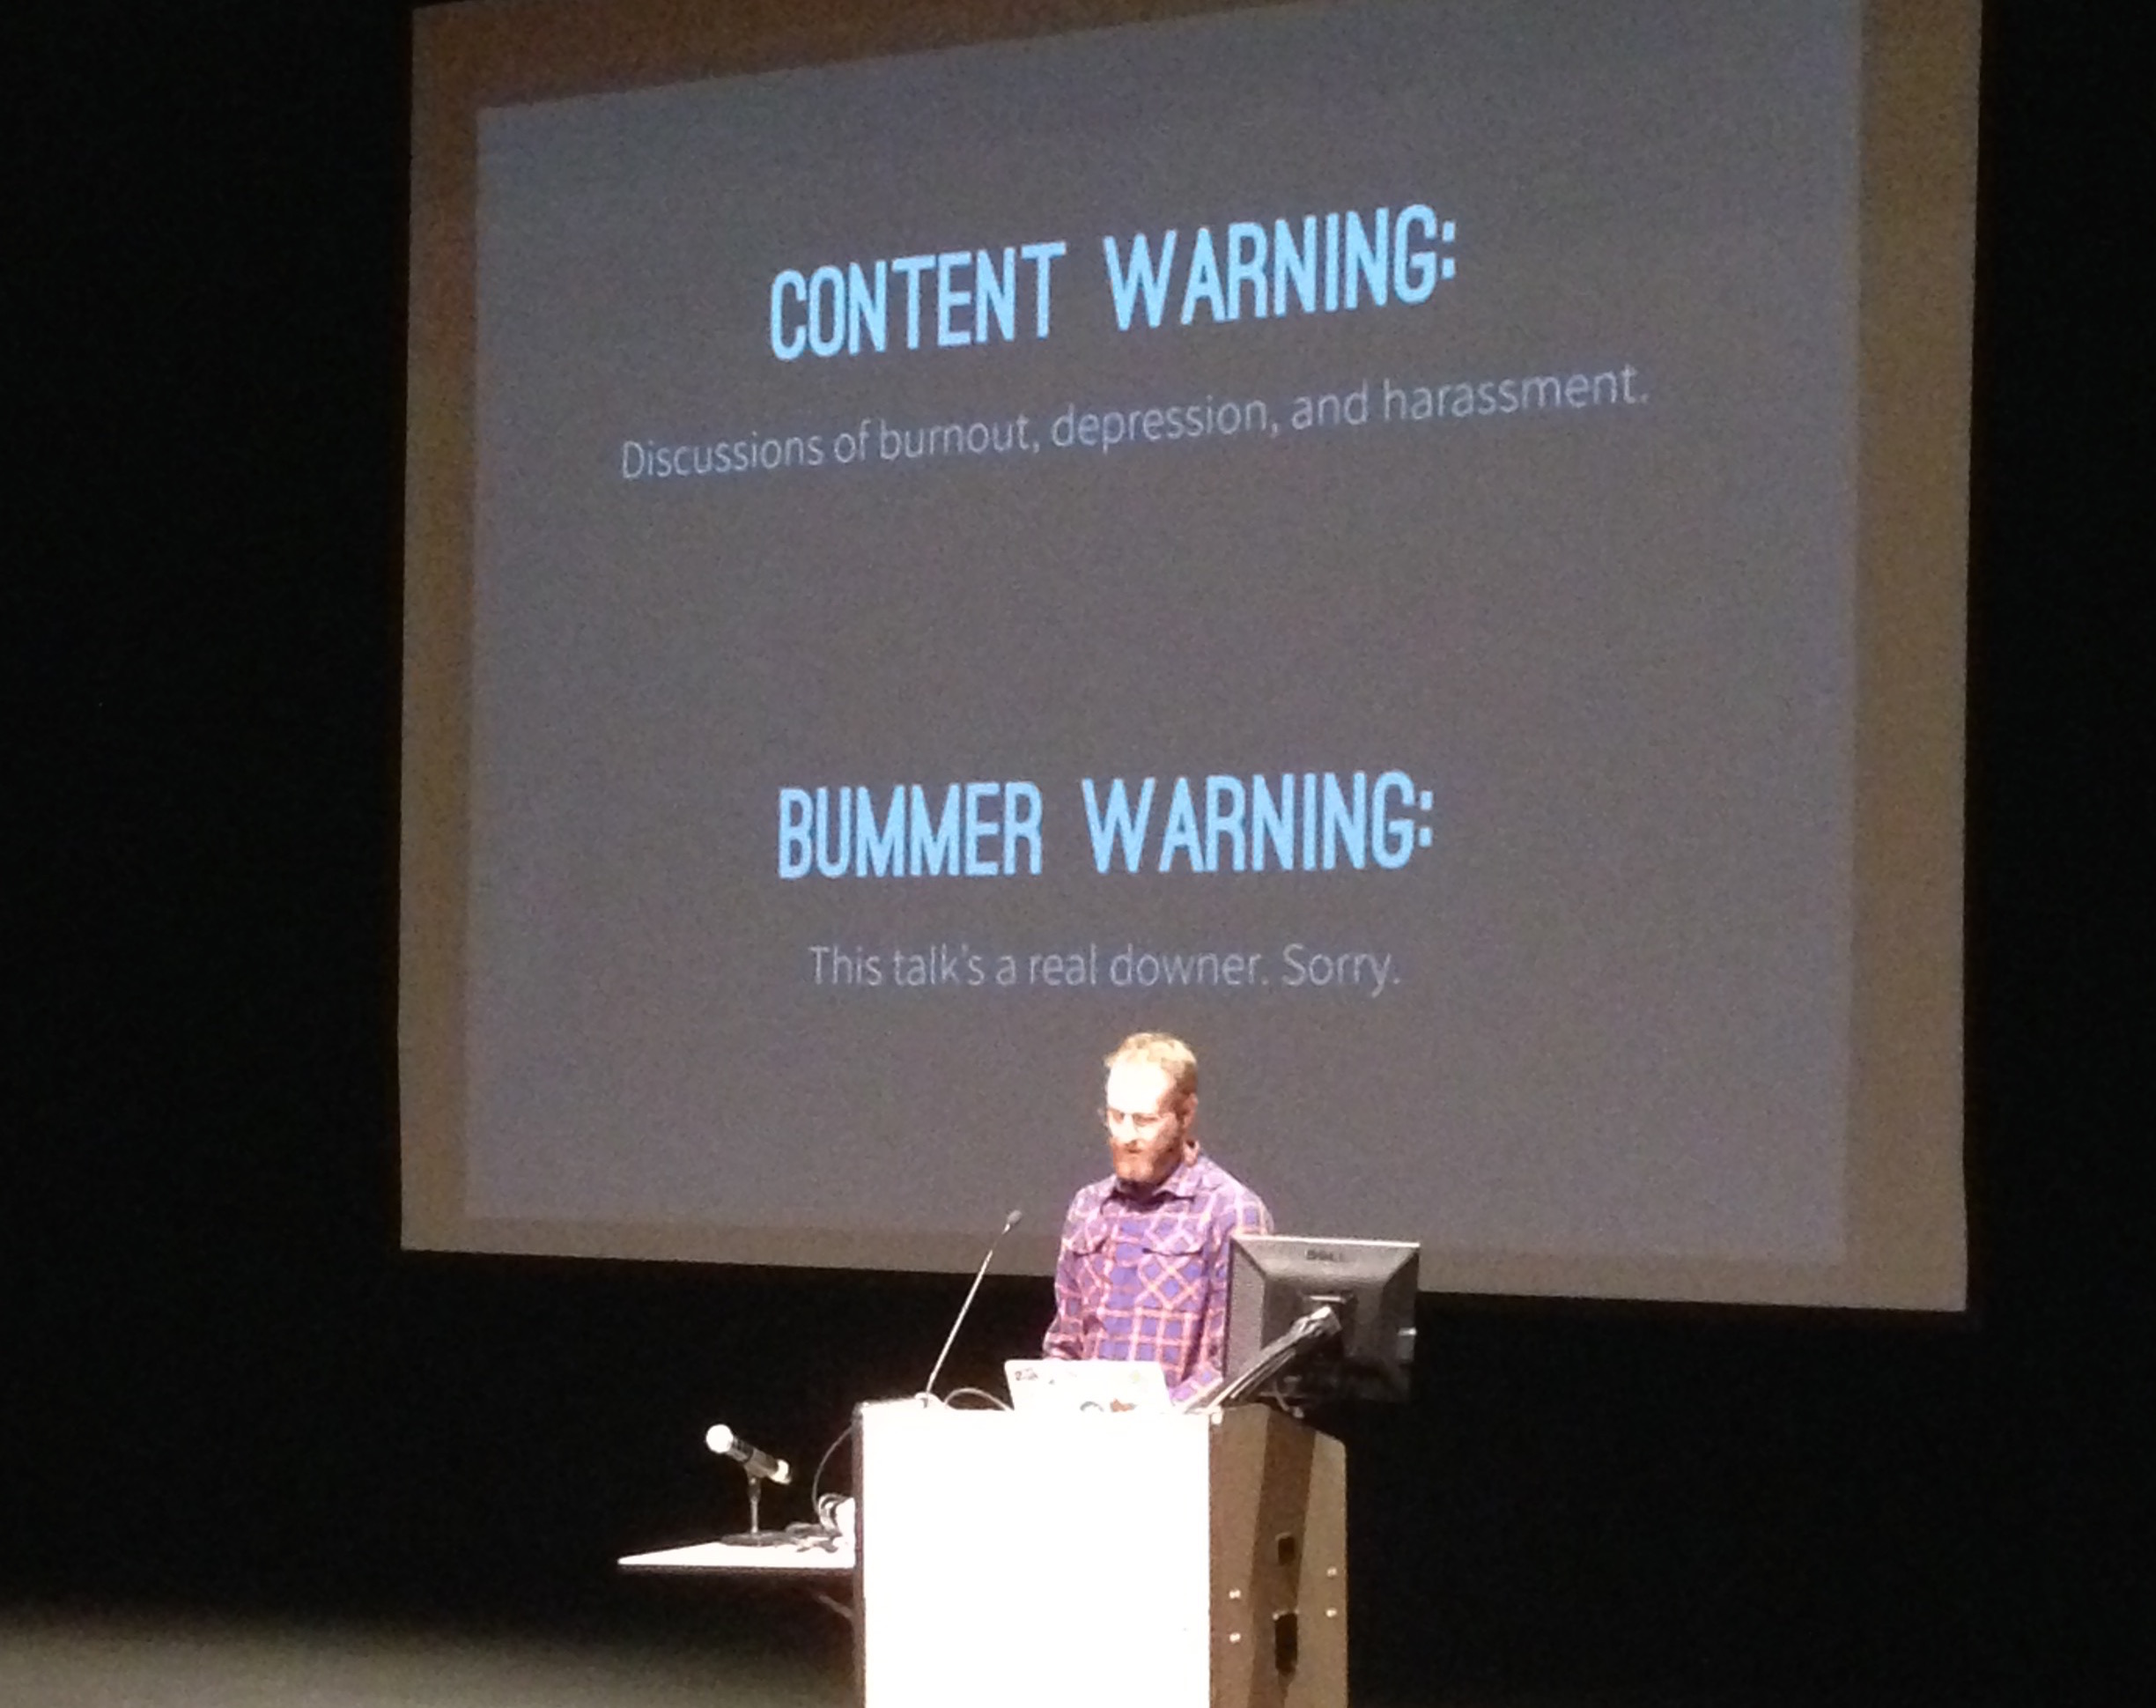 CONTENT WARNING:
Discussions of burnout, depression, and harassment.
BUMMER WARNING:
This talk's a real downer. Sorry.
DELL